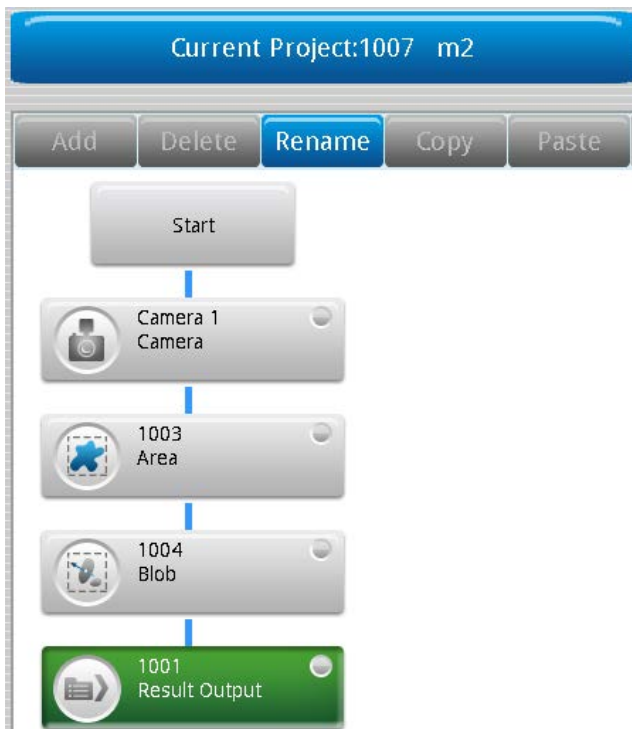 Current Project:1007 m2
Add Delete Rename Copy Paste
Start
Camera 1
Camera
1003
Area
1004
Blob
1001
Result Output